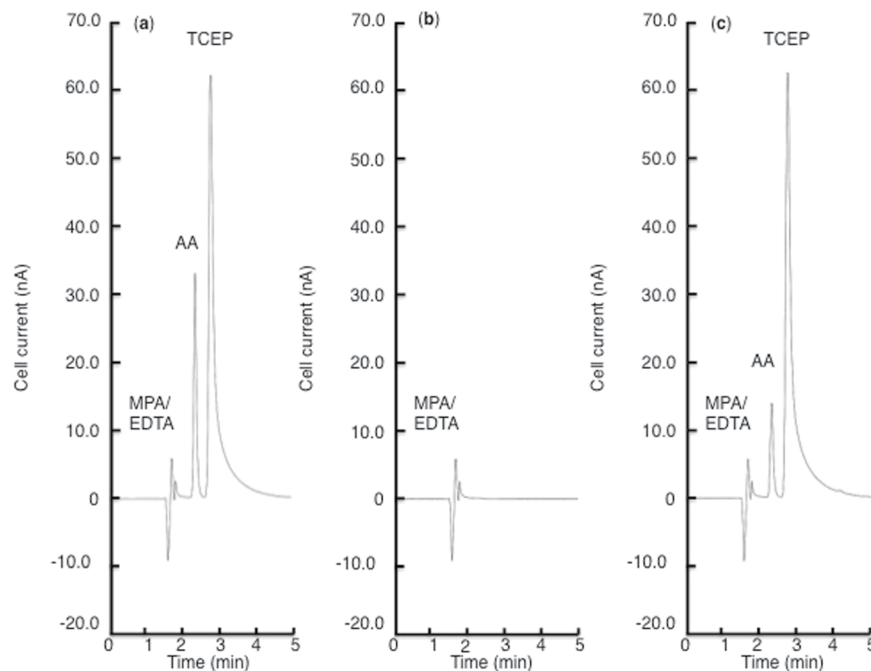 (a)
TCEP
AA
MPA/
EDTA
70.0
60.0
50.0
40.0
30.0
20.0
10.0
0
-10.0
-20.0
Cell current (nA)
0 1 2 3 4 5
Time (min)
(b)
MPA/
EDTA
70.0
60.0
50.0
40.0
30.0
20.0
10.0
0
-10.0
-20.0
Cell current (nA)
0 1 2 3 4 5
Time (min)
(c)
TCEP
AA
MPA/
EDTA
70.0
60.0
50.0
40.0
30.0
20.0
10.0
0
-10.0
-20.0
Cell current (nA)
0 1 2 3 4 5
Time (min)